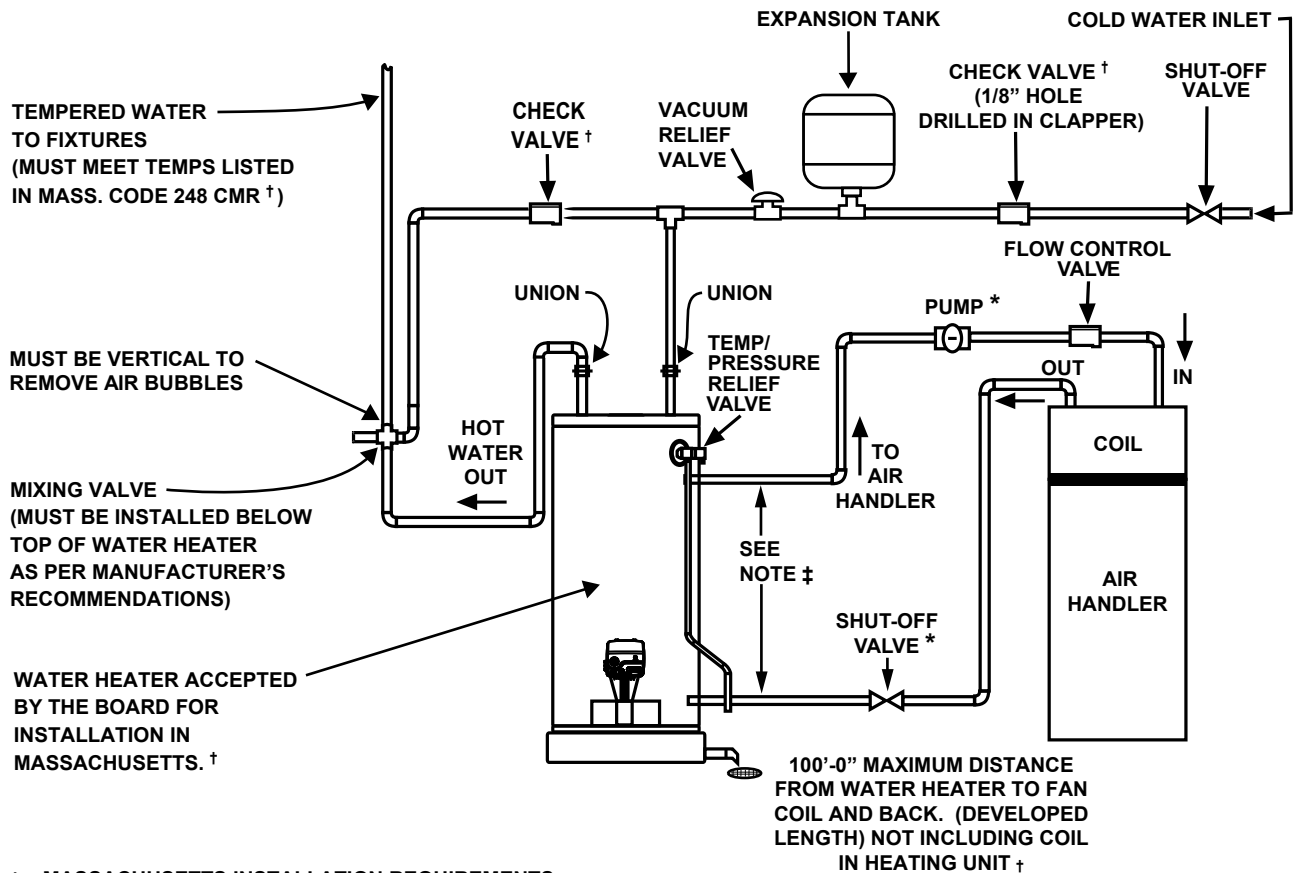 EXPANSION TANK
COLD WATER INLET
CHECK VALVE †
(1/8” HOLE
DRILLED IN CLAPPER)
SHUT-OFF
VALVE
TEMPERED WATER
TO FIXTURES
(MUST MEET TEMPS LISTED
IN MASS. CODE 248 CMR † )
CHECK
VALVE †
VACUUM
RELIEF
VALVE
FLOW CONTROL
VALVE
UNION
UNION
PUMP *
TEMP/
PRESSURE
RELIEF
VALVE
MUST BE VERTICAL TO
REMOVE AIR BUBBLES
OUT
IN
HOT
WATER
OUT
TO
AIR
HANDLER
COIL
MIXING VALVE
(MUST BE INSTALLED BELOW
TOP OF WATER HEATER
AS PER MANUFACTURER’S
RECOMMENDATIONS)
SEE
NOTE ‡
AIR
HANDLER
SHUT-OFF
VALVE *
WATER HEATER ACCEPTED
BY THE BOARD FOR
INSTALLATION IN
MASSACHUSETTS. †
100’-0” MAXIMUM DISTANCE
FROM WATER HEATER TO FAN
COIL AND BACK. (DEVELOPED
LENGTH) NOT INCLUDING COIL
IN HEATING UNIT †
MASSACHUSETTS INSTALLATION REQUIREMENTS